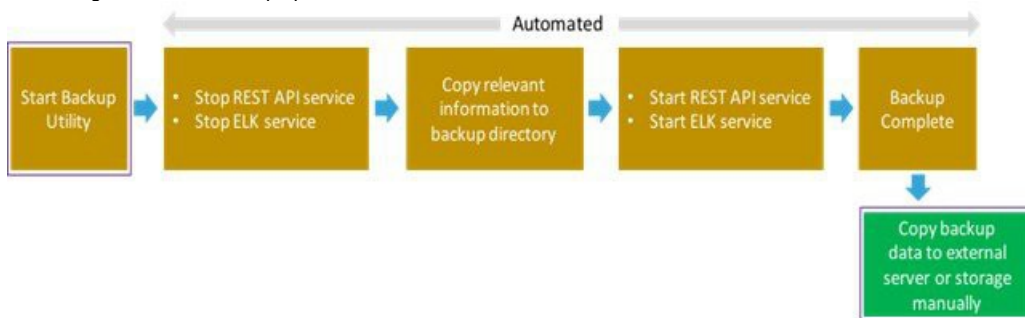 Automated
Start Backup
Utility
• Stop REST API service
• Stop ELK service
Copy relevant
information to
backup directory
• Start REST API service
• Start ELK service
Backup
Complete
Copy backup
data to external
server or storage
manually